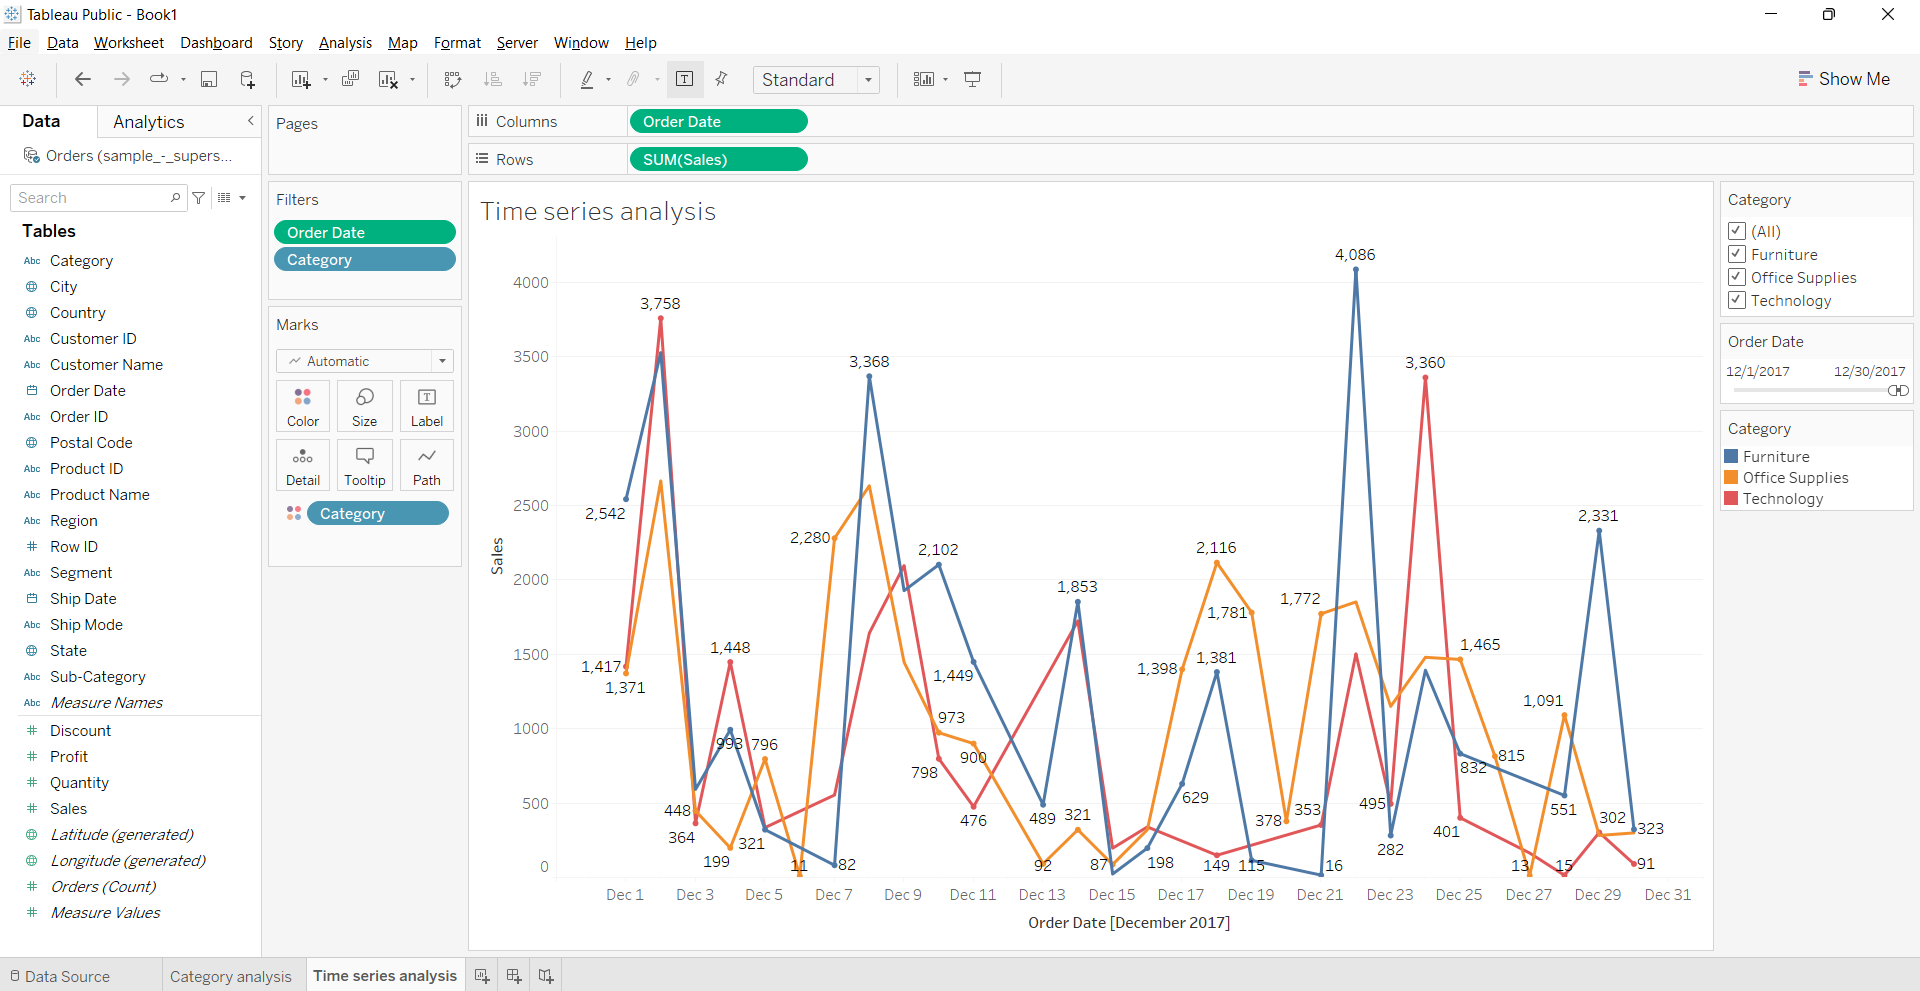 Tableau Public - Book1
File Data Worksheet Dashboard Story Analysis Map Format Server Window Help
Standard
Show Me
Data Analytics
Orders (sample_-_supers...
Search
Tables
Abc Category
City
Country
Abc Customer ID
Abc Customer Name
Order Date
Abc Order ID
Postal Code
Abc Product ID
Abc Product Name
Abc Region
# Row ID
Abc Segment
Ship Date
Abc Ship Mode
State
Abc Sub-Category
Abc Measure Names
# Discount
# Profit
# Quantity
# Sales
Latitude (generated)
Longitude (generated)
# Orders (Count)
# Measure Values
Pages
Filters
Order Date
Category
Marks
Automatic
Color Size Label
Detail Tooltip Path
Category
Columns Order Date
Rows SUM(Sales)
Time series analysis
4,086
4000
3,758
3500
3,368
3,360
3000
2500
2,542
2,331
2,280
2,102
2,116
2000
1,853
1,781
1,772
1500
1,417
1,371
1,448
1,449
1,398
1,381
1,465
1000
993
796
973
900
798
1,091
815
832
500
448
364
199
321
476
489
321
629
378
353
495
401
551
302
323
282
0
11
82
92
87
198
149
115
16
13
15
91
Sales
Dec 1 Dec 3 Dec 5 Dec 7 Dec 9 Dec 11 Dec 13 Dec 15 Dec 17 Dec 19 Dec 21 Dec 23 Dec 25 Dec 27 Dec 29 Dec 31
Order Date [December 2017]
Category
(All)
Furniture
Office Supplies
Technology
Order Date
12/1/2017 12/30/2017
Category
Furniture
Office Supplies
Technology
Data Source Category analysis Time series analysis